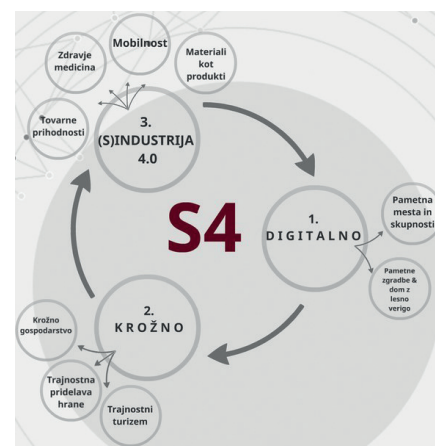 Mobilnost
Zdravje
medicina
Materiali
kot
produkti
Tovarne
prihodnosti
3.
(S)INDUSTRIJA
4.0
S4
1.
DIGITALNO
Pametna
mesta in
skupnosti
Pametne
zgradbe &
dom z
lesno
verigo
2.
KROŽNO
Krožno
gospodarstvo
Trajnostna
pridelava
hrane
Trajnostni
turizem